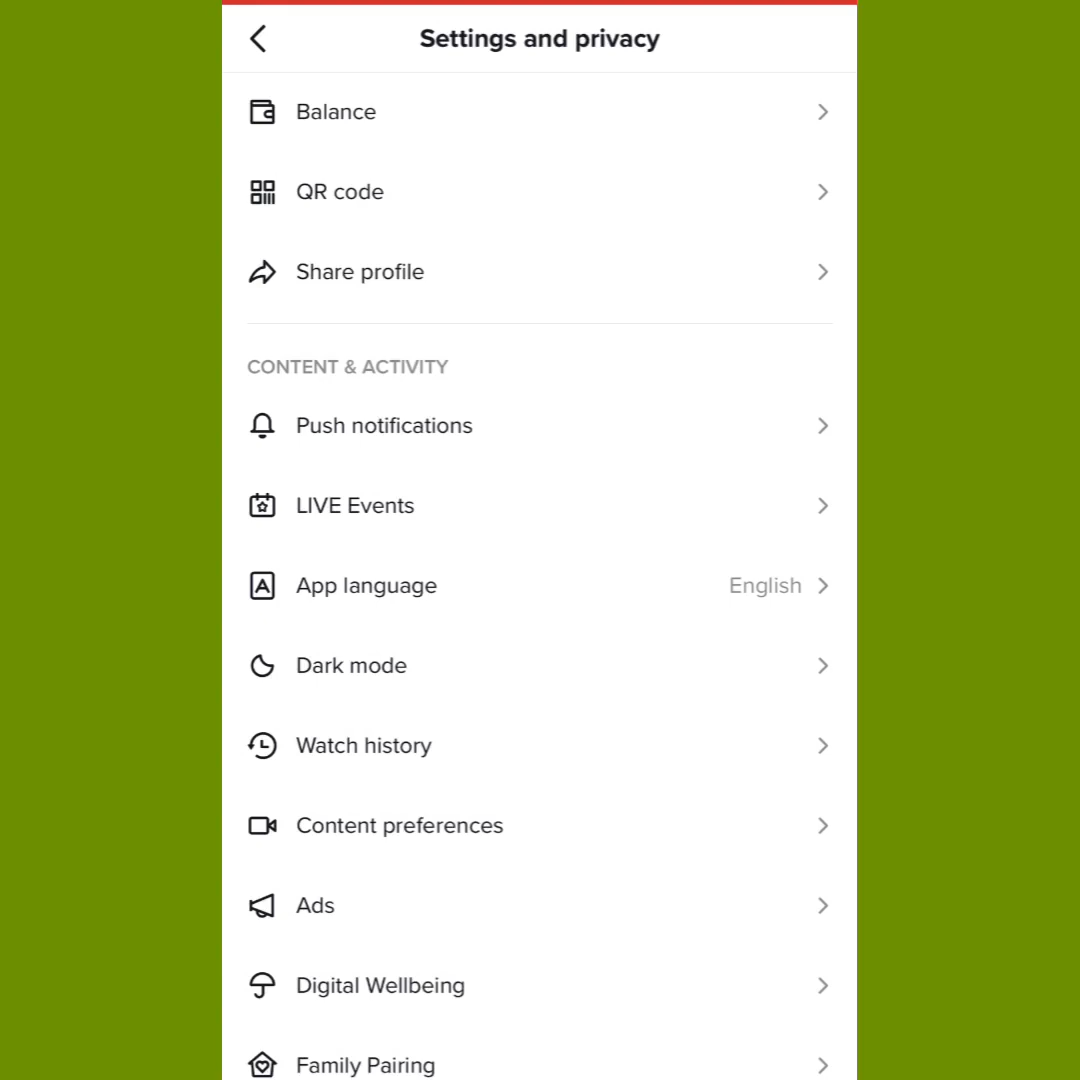 Settings and privacy
Balance
QR code
Share profile
CONTENT & ACTIVITY
Push notifications
LIVE Events
App language English
Dark mode
Watch history
Content preferences
Ads
Digital Wellbeing
Family Pairing